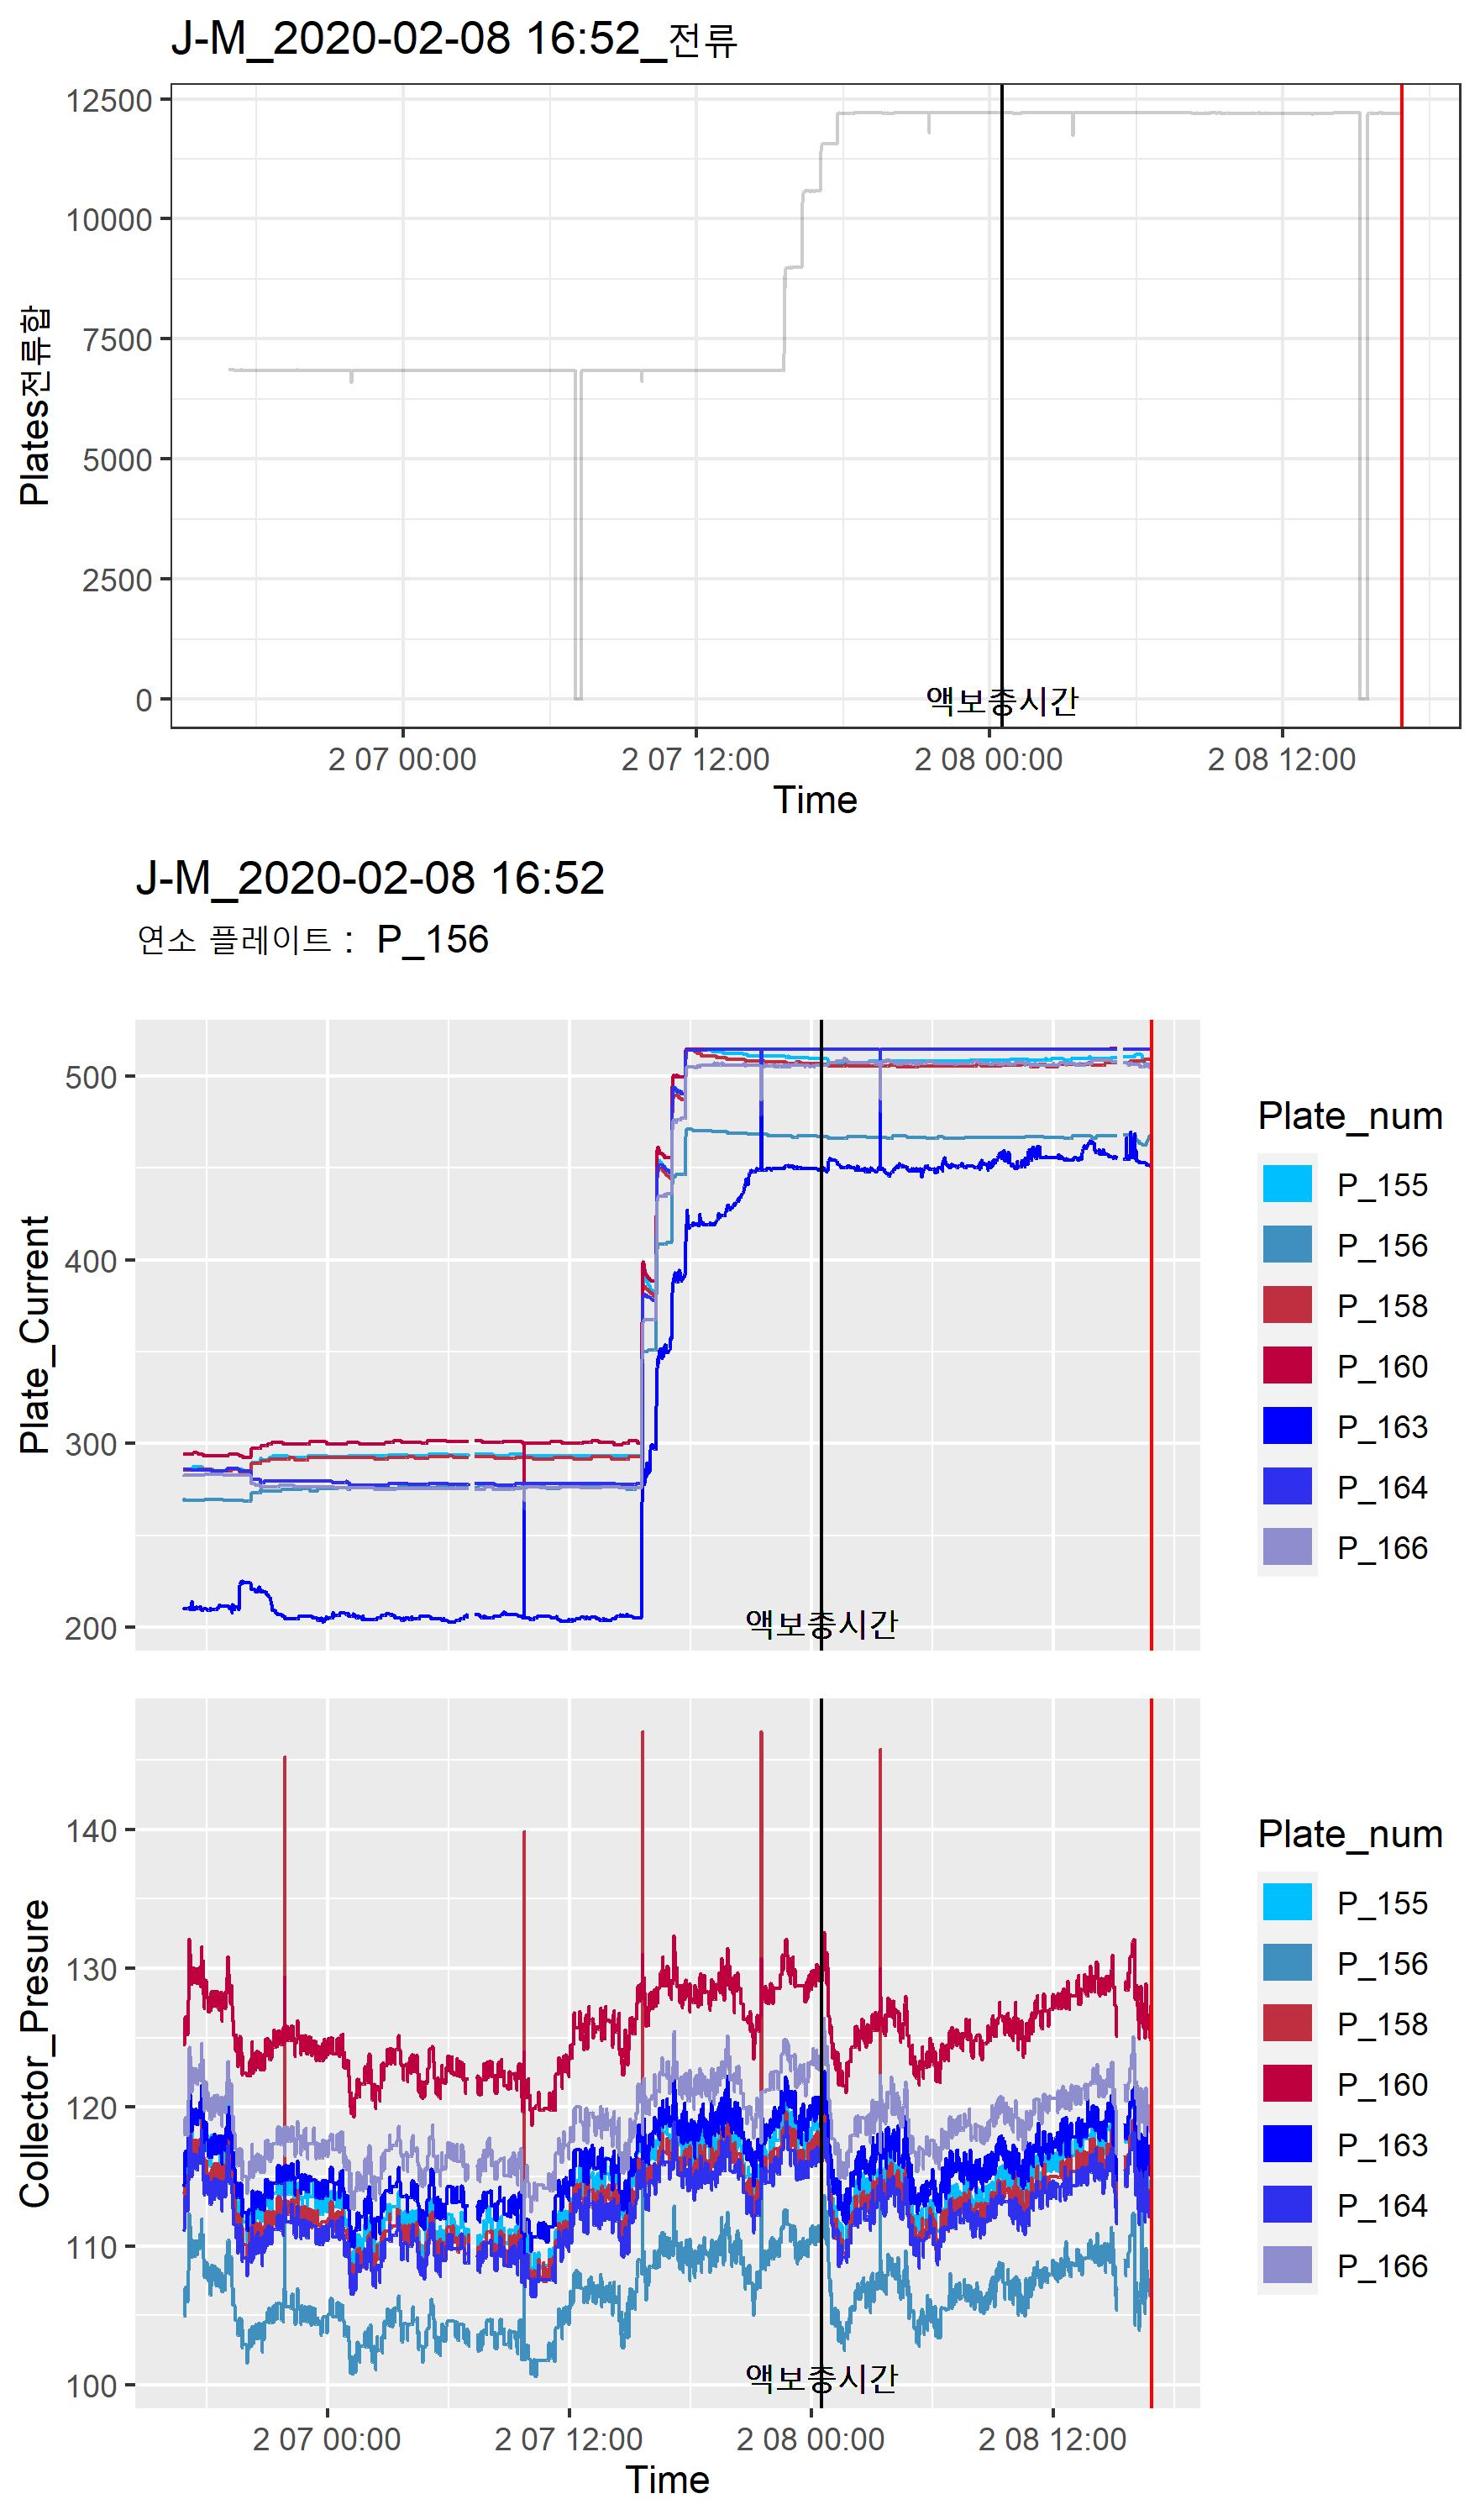 J-M_2020-02-08 16:52_전류
Plates전류합
12500
10000
7500
5000
2500
0
액보충시간
2 07 00:00
2 07 12:00
2 08 00:00
2 08 12:00
Time
J-M_2020-02-08 16:52
연소 플레이트 : P_156
Plate_Current
500
400
300
200
액보충시간
Plate_num
P_155
P_156
P_158
P_160
P_163
P_164
P_166
Collector_Presure
140
130
120
110
100
액보충시간
2 07 00:00
2 07 12:00
2 08 00:00
2 08 12:00
Time
Plate_num
P_155
P_156
P_158
P_160
P_163
P_164
P_166